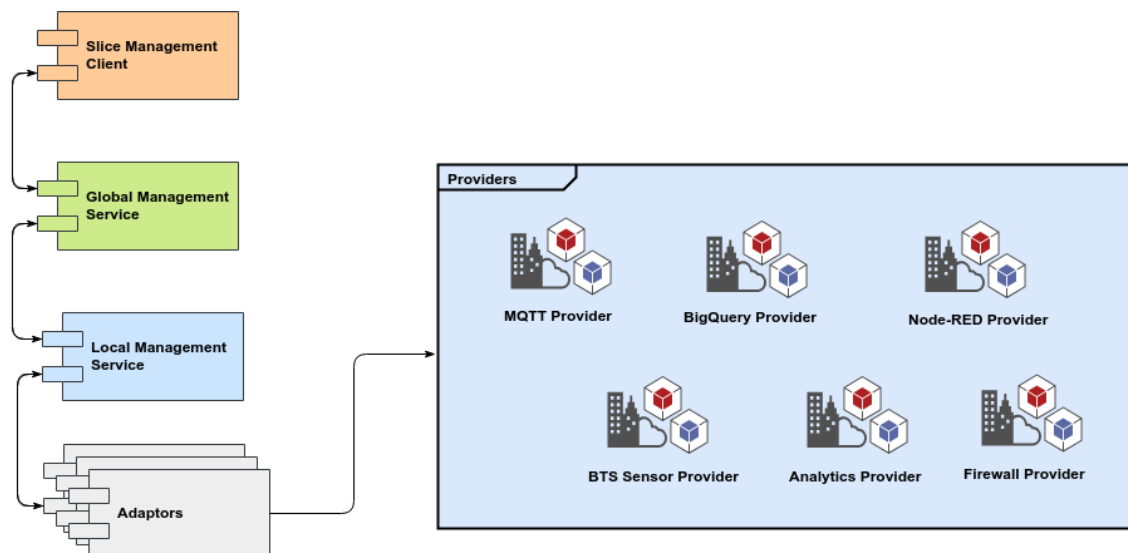 Slice Management
Client
Global Management
Service
Local Management
Service
Adaptors
Providers
MQTT Provider
BigQuery Provider
Node-RED Provider
BTS Sensor Provider
Analytics Provider
Firewall Provider